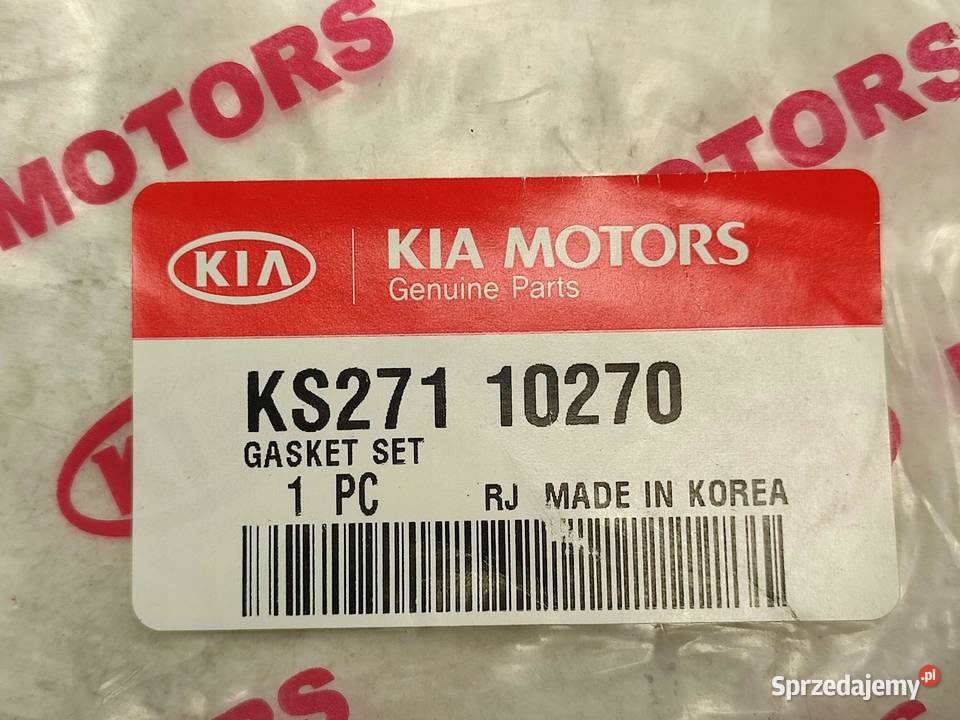 MOTORS
MOTORS
KIA
KIA MOTORS
Genuine Parts
KS271 10270
GASKET SET
1 PC RJ MADE IN KOREA
MOTORS
Sprzedajemy.pl